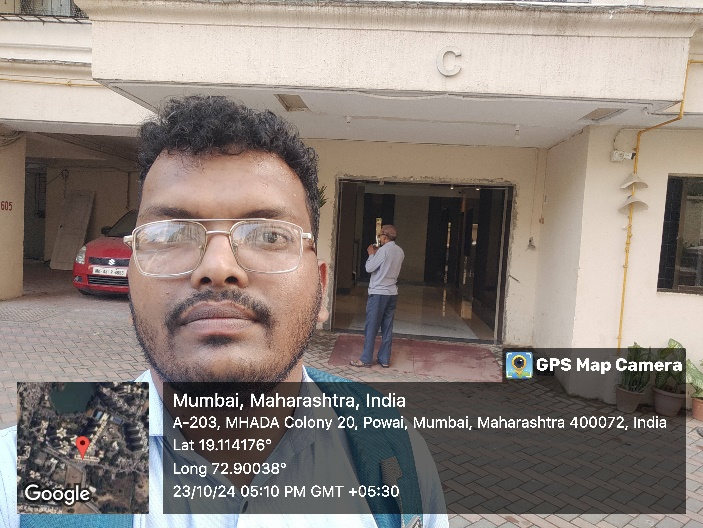 C
605
GPS Map Camera
Mumbai, Maharashtra, India
A-203, MHADA Colony 20, Powai, Mumbai, Maharashtra 400072, India
Lat 19.114176°
Long 72.90038°
23/10/24 05:10 PM GMT +05:30
Google